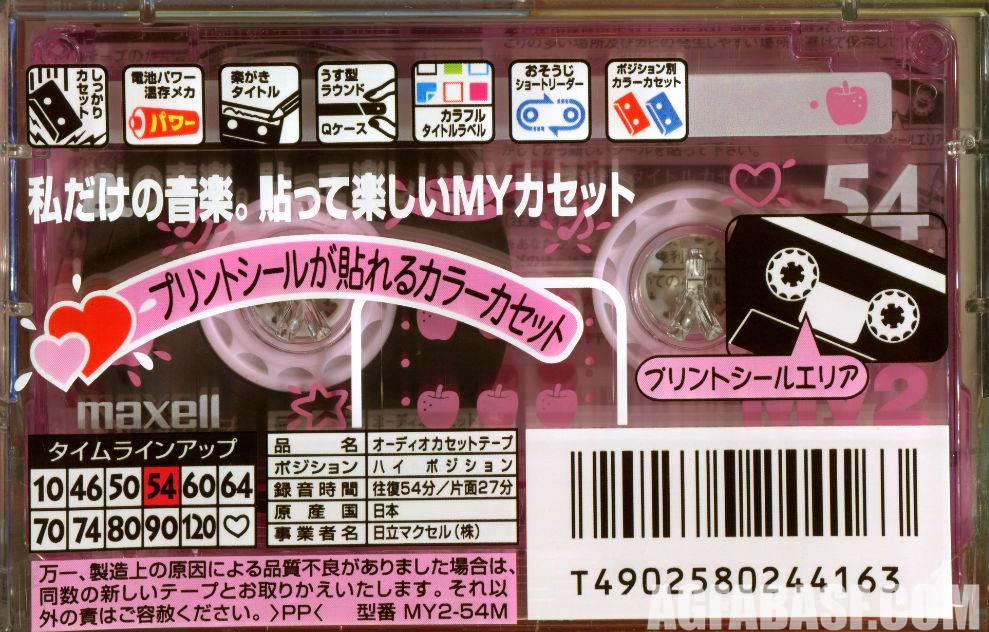 しっかり
カセット
電池パワー
温存メカ
パワー
楽がき
タイトル
うす型
ラウンド
Qケース
カラフル
タイトルラベル
おそうじ
ショートリーダー
ポジション別
カラーカセット
私だけの音楽。貼って楽しいMYカセット
54
プリントシールが貼れるカラーカセット
プリントシールエリア
maxell
MY2
タイムラインアップ
10 46 50 54 60 64
70 74 80 90 120 ♡
品名 オーディオカセットテープ
ポジション ハイ ポジション
録音時間 往復54分/片面27分
原産国 日本
事業者名 日立マクセル(株)
万一、製造上の原因による品質不良がありました場合は、
同数の新しいテープとお取りかえいたします。それ以
外の責はご容赦ください。〉PP〈 型番 MY2-54M
T4902580244163
AGFABASE.COM